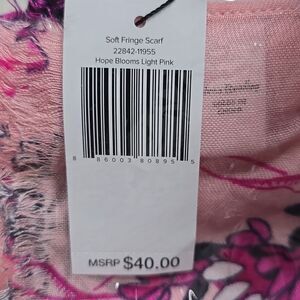 Soft Fringe Scarf
22842-11955
Hope Blooms Light Pink
8 86003 80895 5
MSRP $40.00